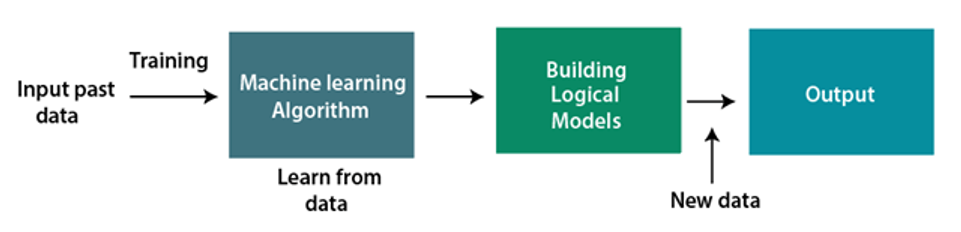 Training
Input past
data
Machine learning
Algorithm
Learn from
data
Building
Logical
Models
New data
Output